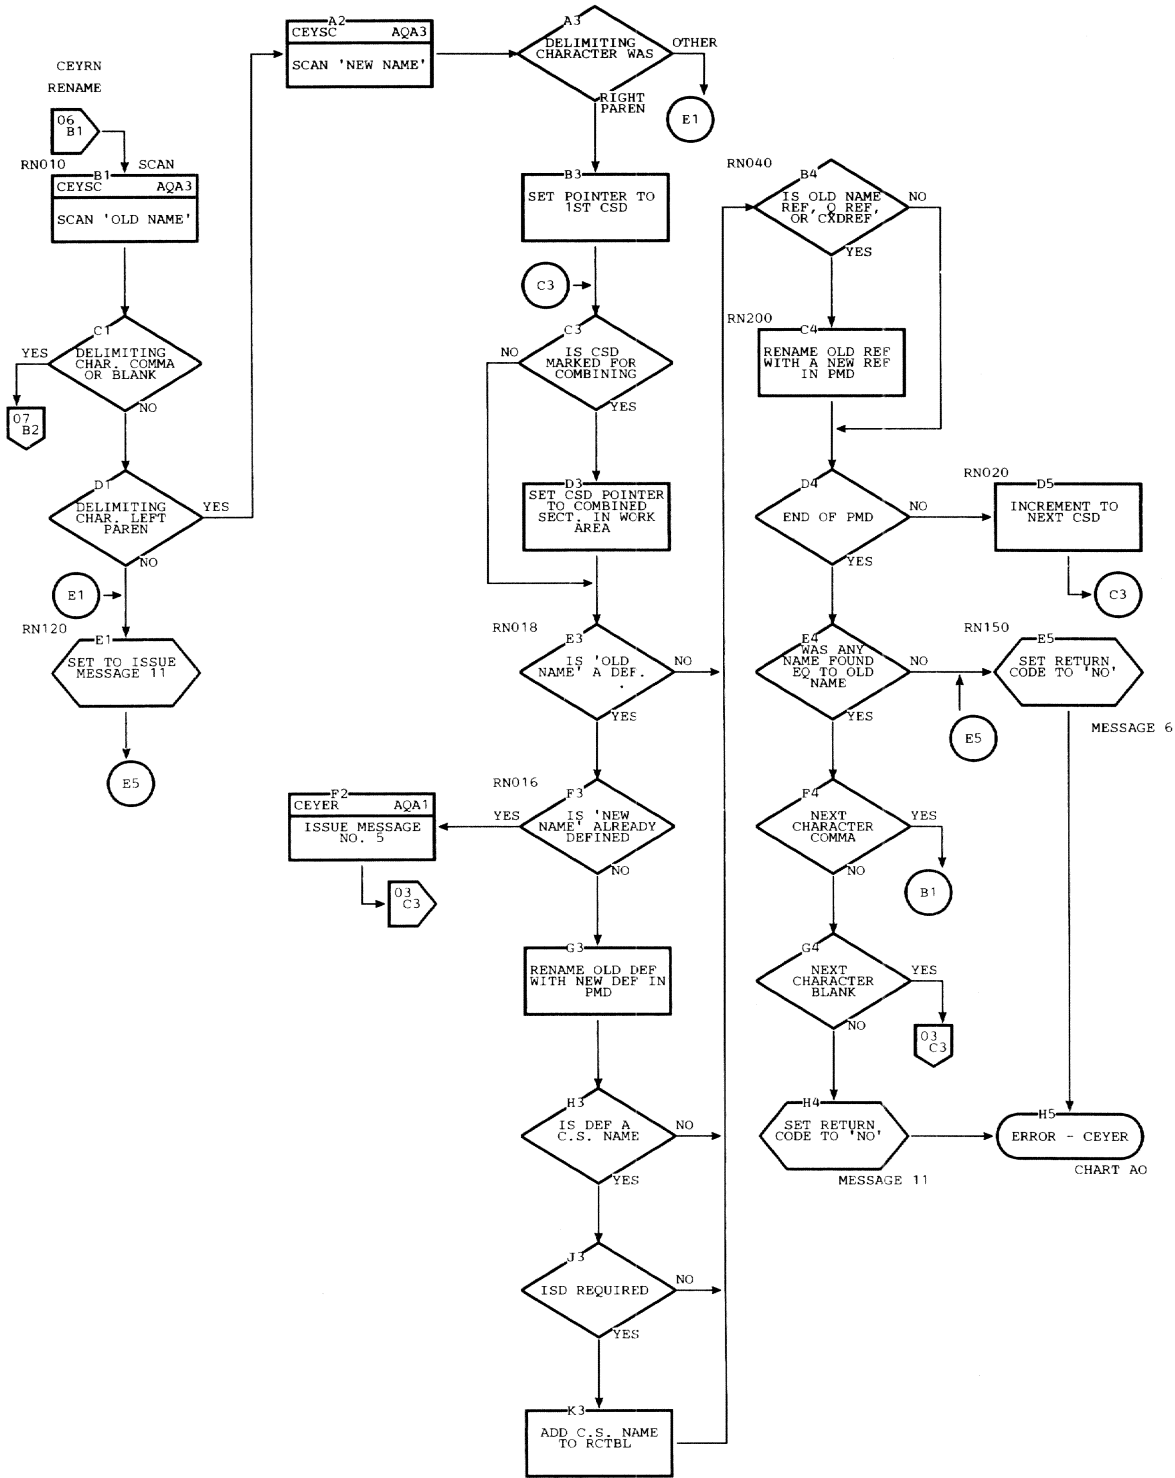 CEYRN
RENAME
06
B1
RN010
SCAN
B1
CEYSC AQA3
SCAN 'OLD NAME'
C1
YES
DELIMITING
CHAR. COMMA
OR BLANK
07
B2
NO
D1
DELIMITING
CHAR. LEFT
PAREN
YES
NO
E1
RN120
E1
SET TO ISSUE
MESSAGE 11
E5
A2
CEYSC AQA3
SCAN 'NEW NAME'
A3
DELIMITING
CHARACTER WAS
OTHER
E1
RIGHT
PAREN
B3
SET POINTER TO
1ST CSD
C3
C3
NO
IS CSD
MARKED FOR
COMBINING
YES
D3
SET CSD POINTER
TO COMBINED
SECT. IN WORK
AREA
RN018
E3
IS 'OLD
NAME' A DEF.
NO
YES
RN016
F3
YES
IS 'NEW
NAME' ALREADY
DEFINED
NO
F2
CEYER AQA1
ISSUE MESSAGE
NO. 5
03
C3
G3
RENAME OLD DEF
WITH NEW DEF IN
PMD
H3
IS DEF A
C.S. NAME
NO
YES
J3
ISD REQUIRED
NO
YES
K3
ADD C.S. NAME
TO RCTBL
RN040
B4
IS OLD NAME
REF, Q REF,
OR CXDREF
NO
YES
RN200
C4
RENAME OLD REF
WITH A NEW REF
IN PMD
D4
END OF PMD
NO
YES
RN020
D5
INCREMENT TO
NEXT CSD
C3
E4
WAS ANY
NAME FOUND
EQ TO OLD
NAME
NO
YES
E5
RN150
E5
SET RETURN
CODE TO 'NO'
MESSAGE 6
F4
NEXT
CHARACTER
COMMA
YES
B1
NO
G4
NEXT
CHARACTER
BLANK
YES
03
C3
NO
H4
SET RETURN
CODE TO 'NO'
MESSAGE 11
H5
ERROR - CEYER
CHART AO